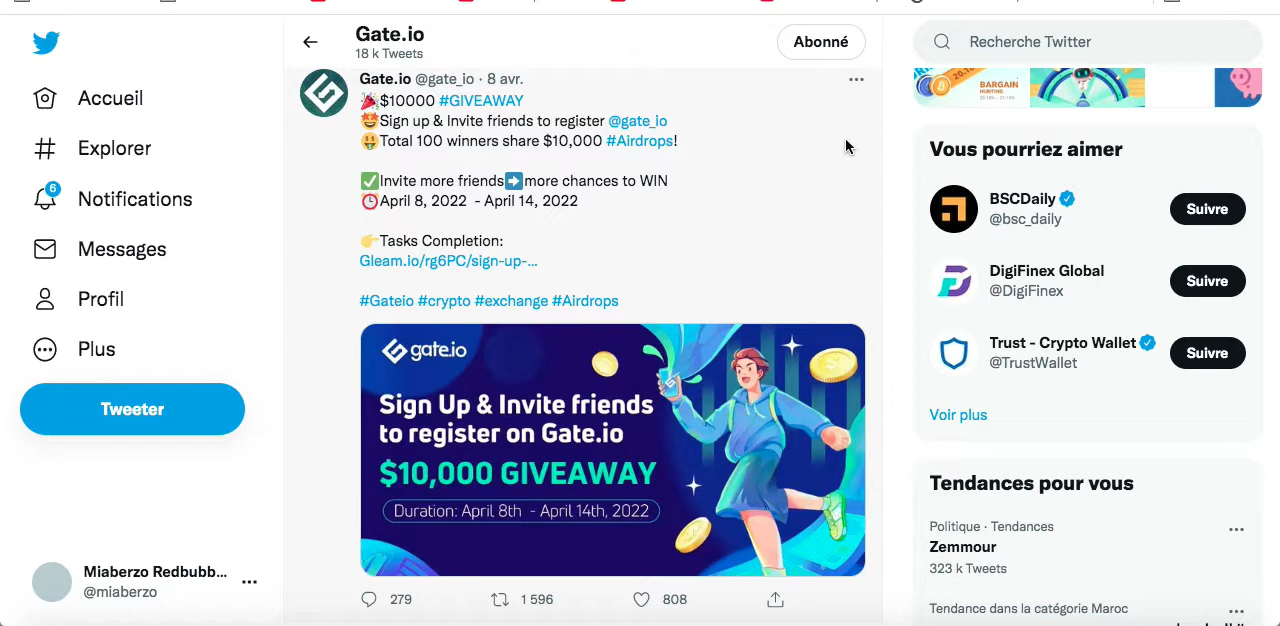 Gate.io
18 k Tweets
Abonné
Recherche Twitter
Accueil
Explorer
6
Notifications
Messages
Profil
Plus
Tweeter
Miaberzo Redbubb...
@miaberzo
Gate.io @gate_io · 8 avr.
🎉$10000 #GIVEAWAY
🤩Sign up & Invite friends to register @gate_io
🤑Total 100 winners share $10,000 #Airdrops!
✅Invite more friends➡️more chances to WIN
⏰April 8, 2022 - April 14, 2022
👉Tasks Completion:
Gleam.io/rg6PC/sign-up-...
#Gateio #crypto #exchange #Airdrops
gate.io
Sign Up & Invite friends
to register on Gate.io
$10,000 GIVEAWAY
Duration: April 8th - April 14th, 2022
279
1 596
808
BARGAIN
HUNTING
Vous pourriez aimer
BSCDaily
@bsc_daily
Suivre
DigiFinex Global
@DigiFinex
Suivre
Trust - Crypto Wallet
@TrustWallet
Suivre
Voir plus
Tendances pour vous
Politique · Tendances
Zemmour
323 k Tweets
Tendance dans la catégorie Maroc